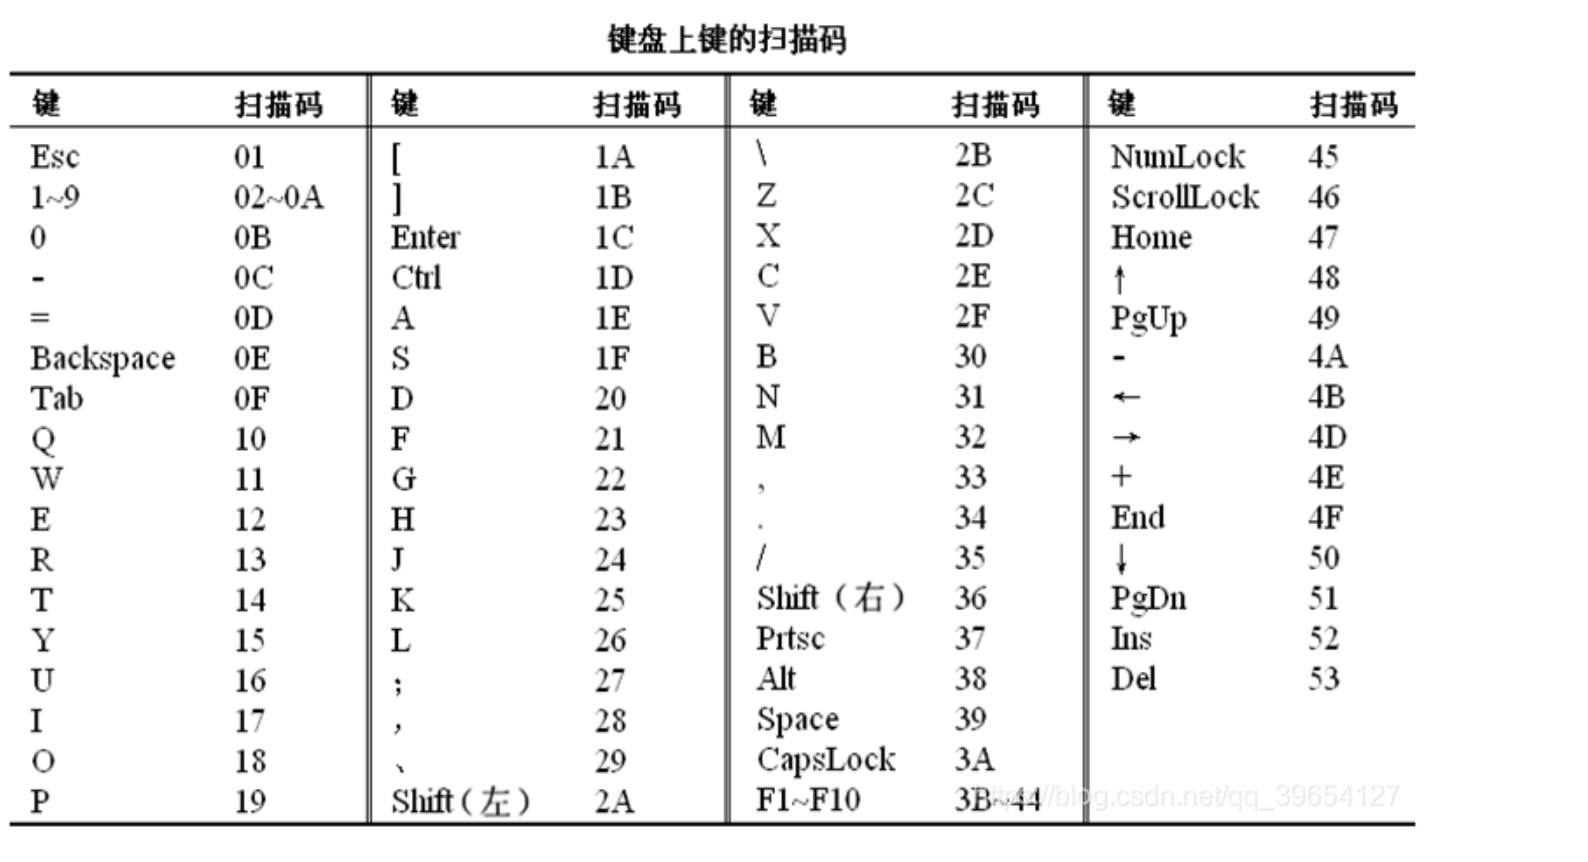 键盘上键的扫描码
键 扫描码 键 扫描码 键 扫描码 键 扫描码
Esc 01 [ 1A \ 2B NumLock 45
1~9 02~0A ] 1B Z 2C ScrollLock 46
0 0B Enter 1C X 2D Home 47
- 0C Ctrl 1D C 2E ↑ 48
= 0D A 1E V 2F PgUp 49
Backspace 0E S 1F B 30 - 4A
Tab 0F D 20 N 31 ← 4B
Q 10 F 21 M 32 → 4D
W 11 G 22 , 33 + 4E
E 12 H 23 . 34 End 4F
R 13 J 24 / 35 ↓ 50
T 14 K 25 Shift（右） 36 PgDn 51
Y 15 L 26 Prtsc 37 Ins 52
U 16 ; 27 Alt 38 Del 53
I 17 , 28 Space 39
O 18 、 29 CapsLock 3A
P 19 Shift（左） 2A F1~F10 3B~44
https://blog.csdn.net/qq_39654127